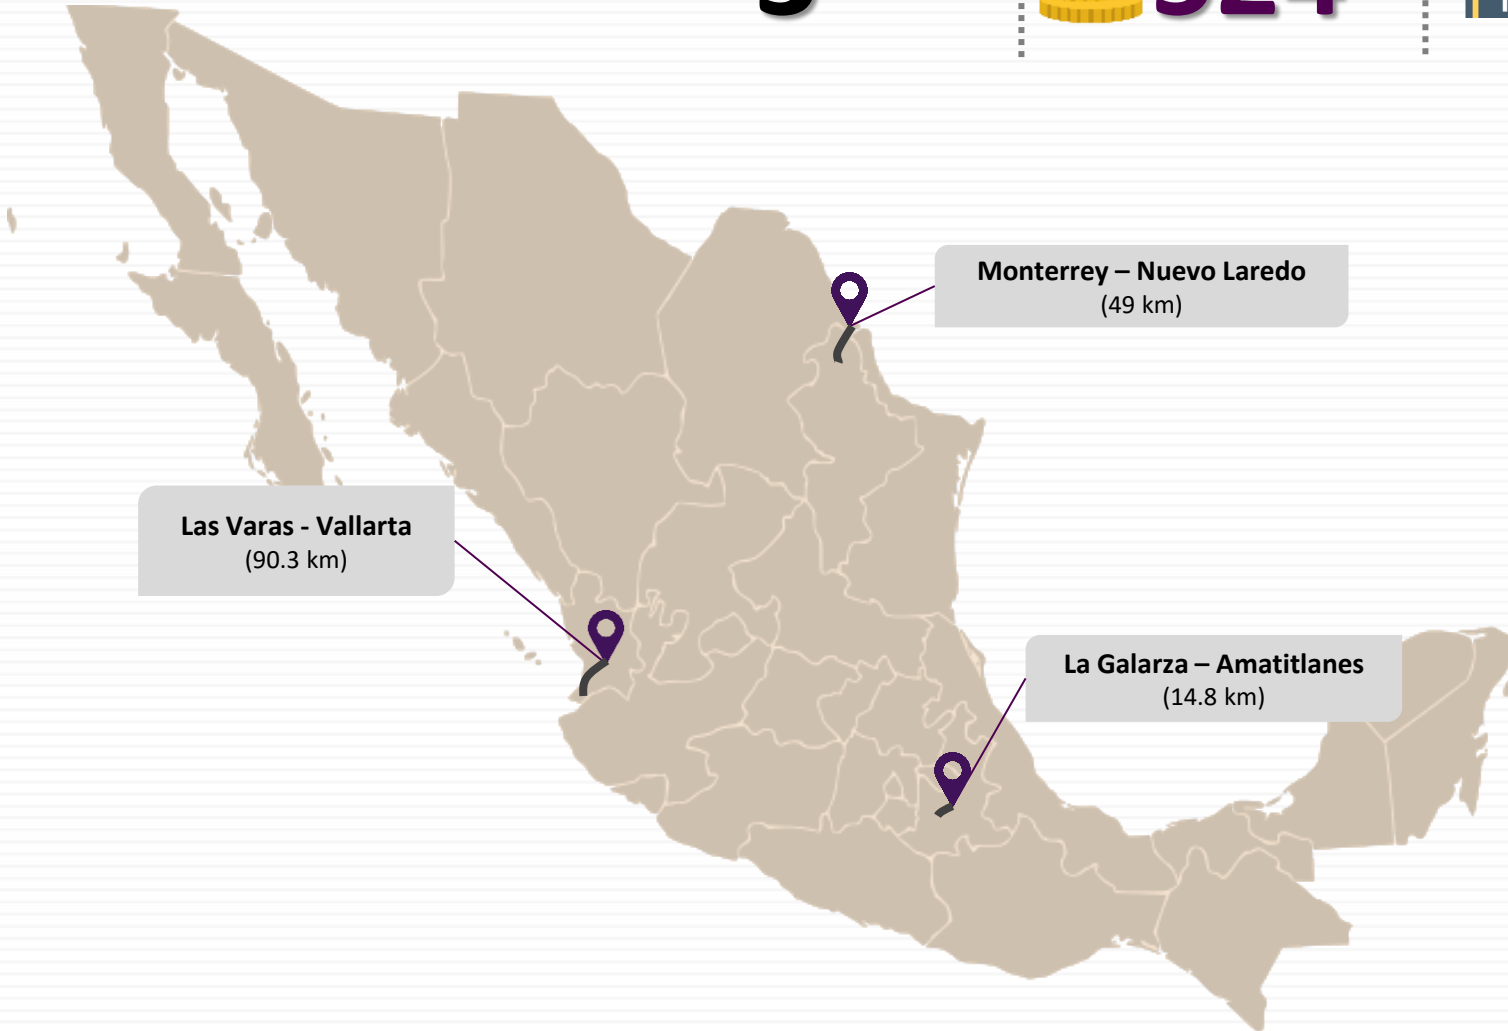 Monterrey – Nuevo Laredo
(49 km)
Las Varas - Vallarta
(90.3 km)
La Galarza – Amatitlanes
(14.8 km)